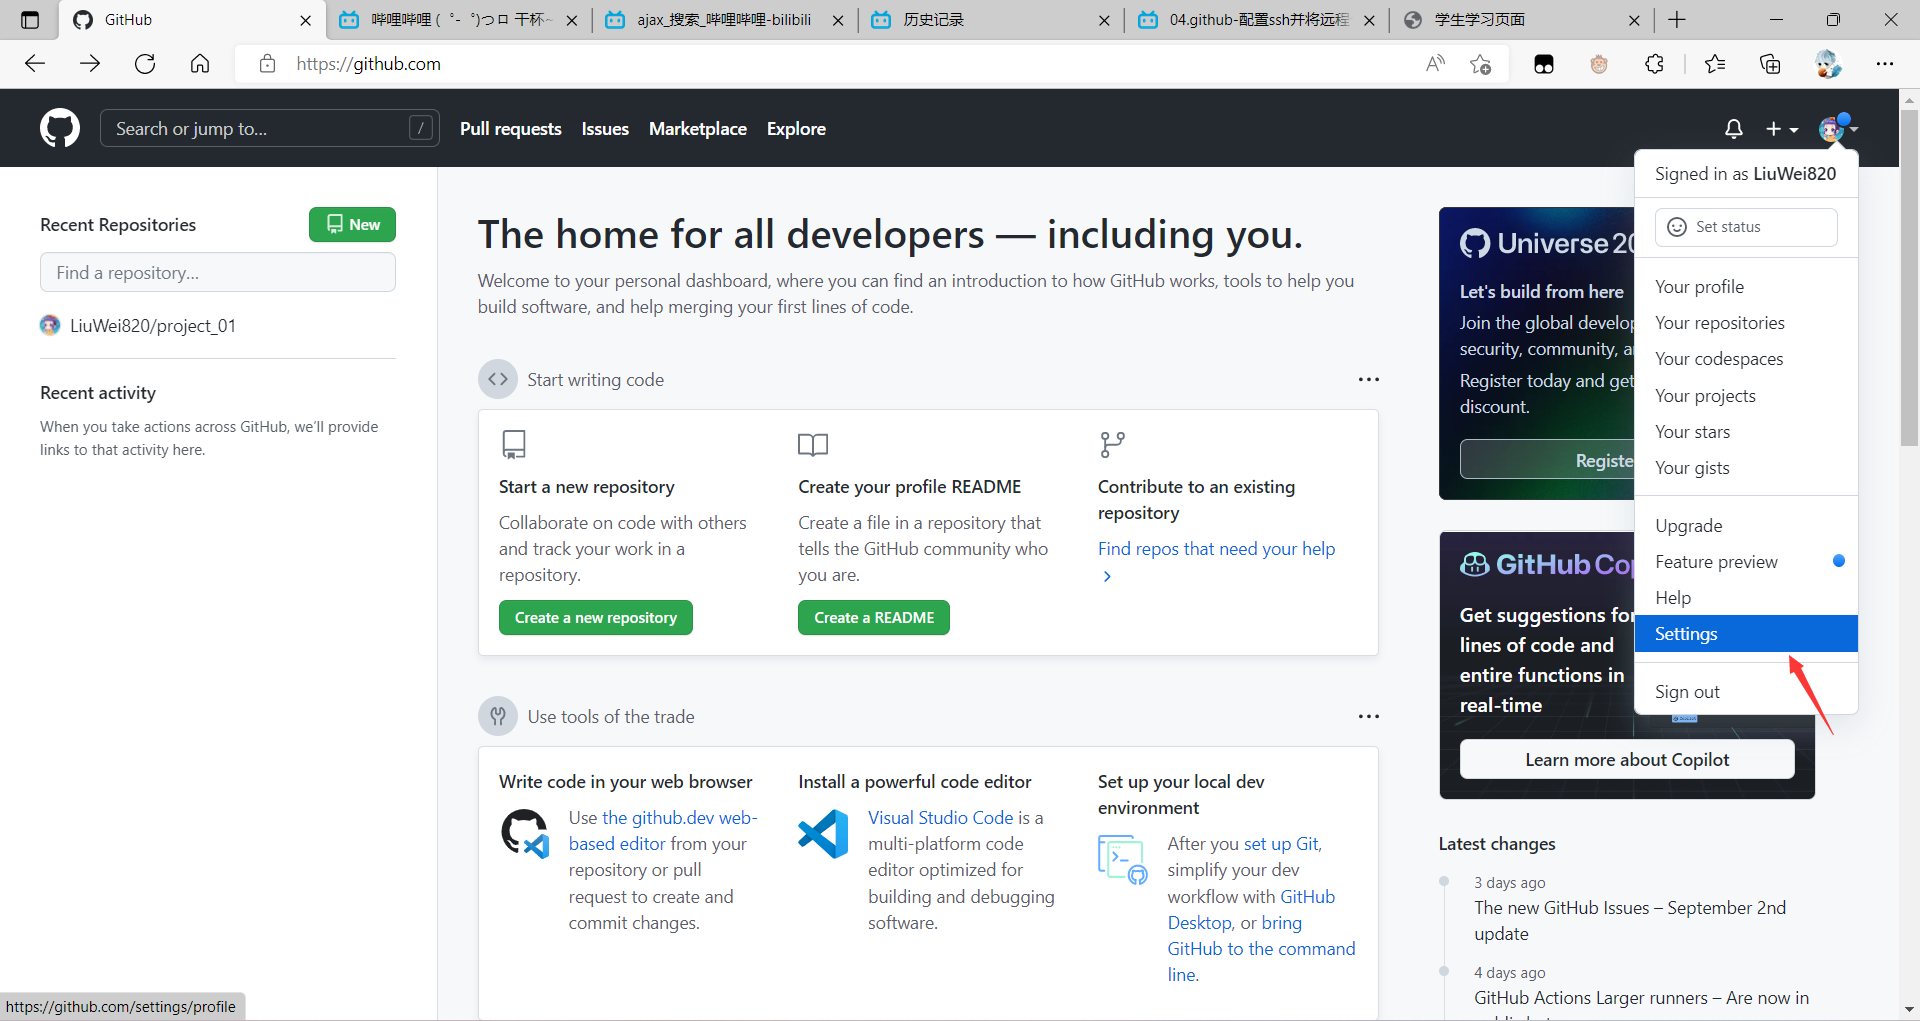 GitHub
哔哩哔哩 ( ゜- ゜)つロ 干杯~
ajax_搜索_哔哩哔哩-bilibili
历史记录
04.github-配置ssh并将远程
学生学习页面
https://github.com
Search or jump to...
/
Pull requests
Issues
Marketplace
Explore
Signed in as LiuWei820
Set status
Your profile
Your repositories
Your codespaces
Your projects
Your stars
Your gists
Upgrade
Feature preview
Help
Settings
Sign out
Recent Repositories
New
Find a repository...
LiuWei820/project_01
Recent activity
When you take actions across GitHub, we'll provide
links to that activity here.
The home for all developers — including you.
Welcome to your personal dashboard, where you can find an introduction to how GitHub works, tools to help you
build software, and help merging your first lines of code.
Start writing code
Start a new repository
Collaborate on code with others
and track your work in a
repository.
Create a new repository
Create your profile README
Create a file in a repository that
tells the GitHub community who
you are.
Create a README
Contribute to an existing
repository
Find repos that need your help
Use tools of the trade
Write code in your web browser
Use the github.dev web-
based editor from your
repository or pull
request to create and
commit changes.
Install a powerful code editor
Visual Studio Code is a
multi-platform code
editor optimized for
building and debugging
software.
Set up your local dev
environment
After you set up Git,
simplify your dev
workflow with GitHub
Desktop, or bring
GitHub to the command
line.
Universe 20
Let's build from here
Join the global develop
security, community, a
Register today and get
discount.
Registe
GitHub Cop
Get suggestions for
lines of code and
entire functions in
real-time
Learn more about Copilot
Latest changes
3 days ago
The new GitHub Issues – September 2nd
update
4 days ago
GitHub Actions Larger runners – Are now in
https://github.com/settings/profile